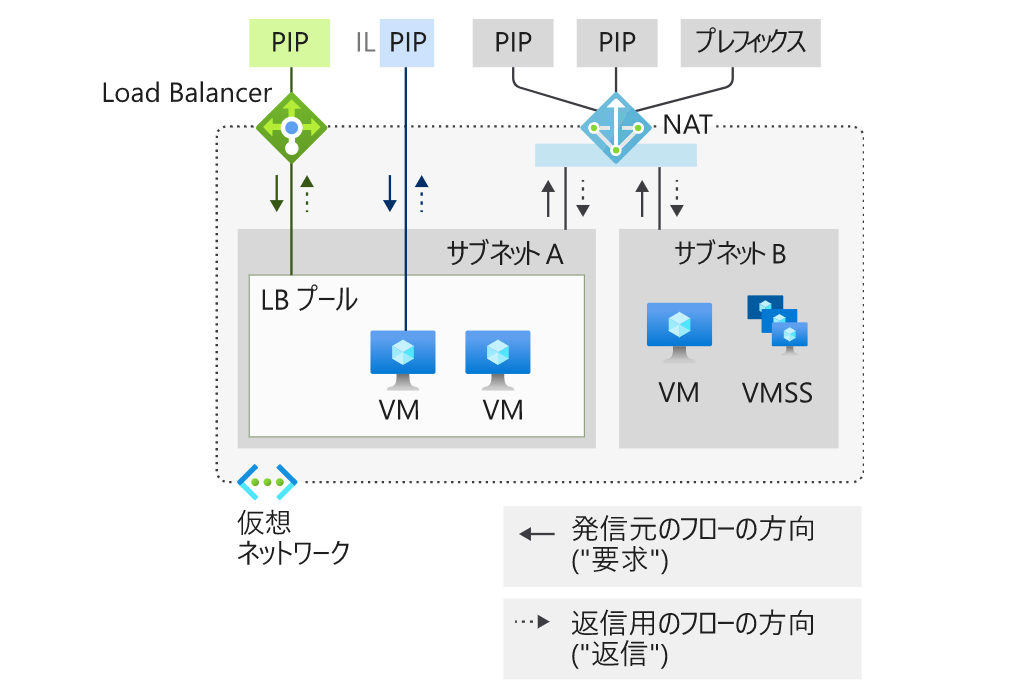 PIP
IL
PIP
PIP
PIP
プレフィックス
Load Balancer
NAT
サブネット A
サブネット B
LB プール
VM
VM
VM
VMSS
仮想
ネットワーク
発信元のフローの方向
("要求")
返信用のフローの方向
("返信")